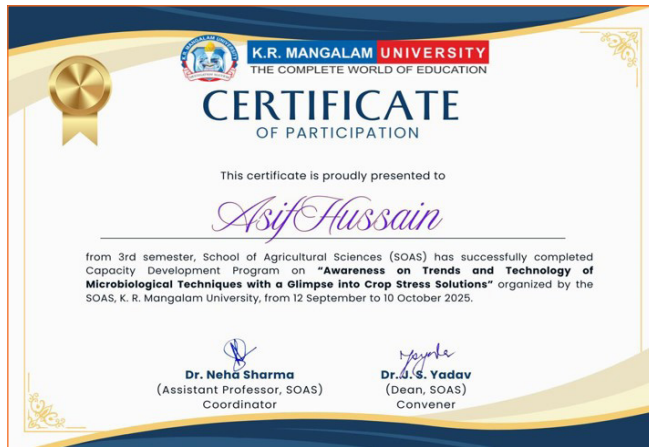 K.R. MANGALAM UNIVERSITY
THE COMPLETE WORLD OF EDUCATION
CERTIFICATE
OF PARTICIPATION
This certificate is proudly presented to
Asif Hussain
from 3rd semester, School of Agricultural Sciences (SOAS) has successfully completed
Capacity Development Program on "Awareness on Trends and Technology of
Microbiological Techniques with a Glimpse into Crop Stress Solutions" organized by the
SOAS, K. R. Mangalam University, from 12 September to 10 October 2025.
Dr. Neha Sharma
(Assistant Professor, SOAS)
Coordinator
Dr. J. S. Yadav
(Dean, SOAS)
Convener